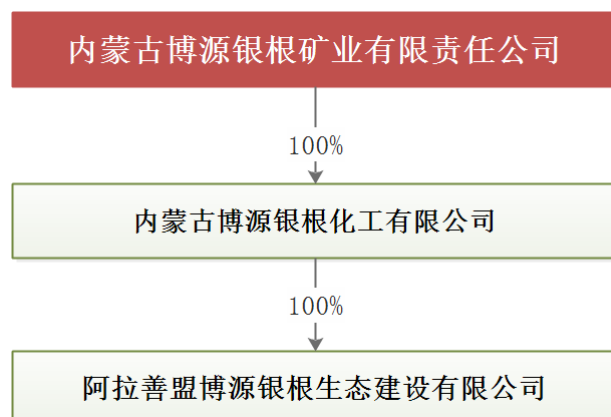 内蒙古博源银根矿业有限责任公司
100%
内蒙古博源银根化工有限公司
100%
阿拉善盟博源银根生态建设有限公司